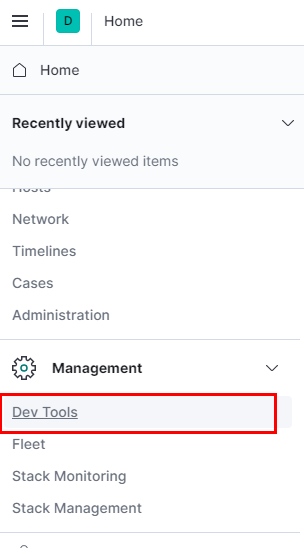 D Home
Home
Recently viewed
No recently viewed items
Hosts
Network
Timelines
Cases
Administration
Management
Dev Tools
Fleet
Stack Monitoring
Stack Management